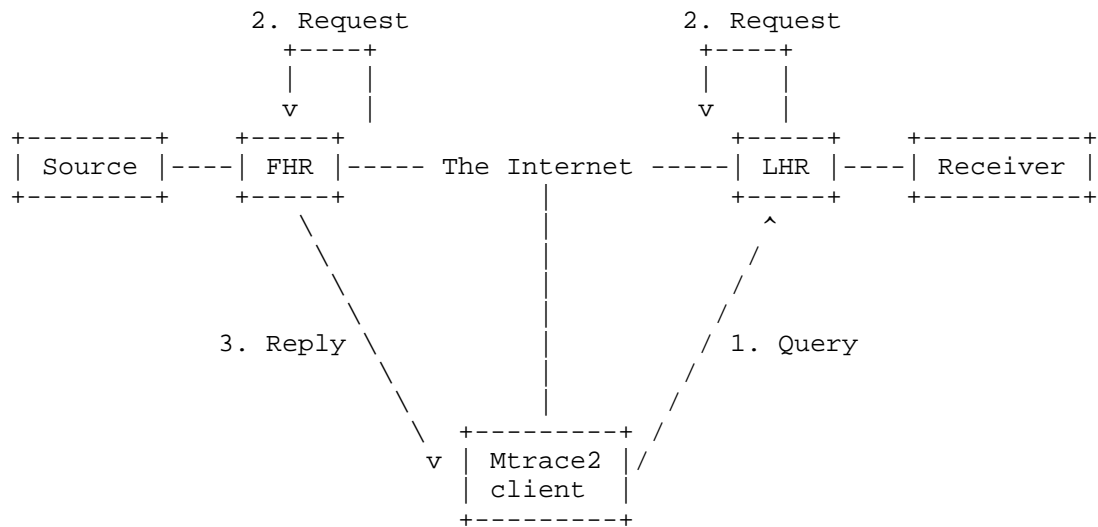 2. Request 2. Request
v v
Source FHR The Internet LHR Receiver
3. Reply 1. Query
v Mtrace2
client